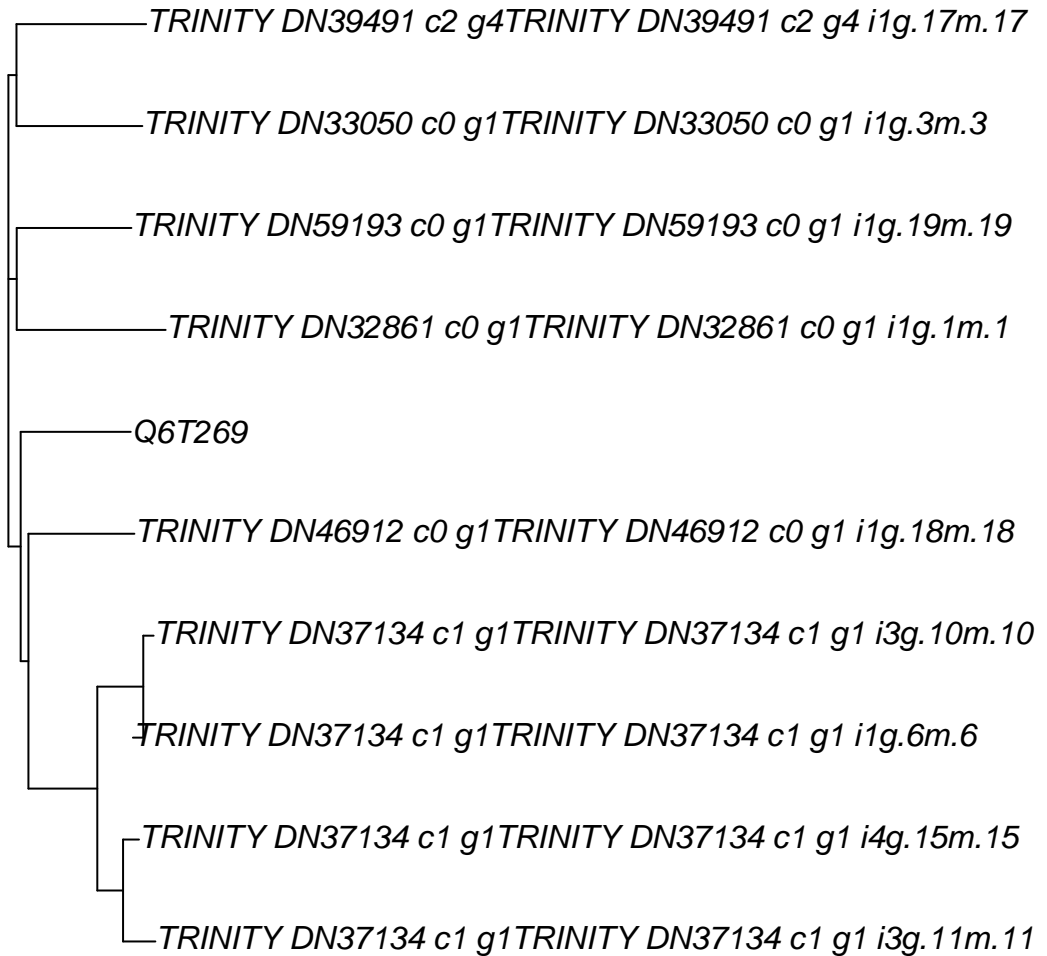 TRINITY DN39491 c2 g4TRINITY DN39491 c2 g4 i1g.17m.17
TRINITY DN33050 c0 g1TRINITY DN33050 c0 g1 i1g.3m.3
TRINITY DN59193 c0 g1TRINITY DN59193 c0 g1 i1g.19m.19
TRINITY DN32861 c0 g1TRINITY DN32861 c0 g1 i1g.1m.1
Q6T269
TRINITY DN46912 c0 g1TRINITY DN46912 c0 g1 i1g.18m.18
TRINITY DN37134 c1 g1TRINITY DN37134 c1 g1 i3g.10m.10
TRINITY DN37134 c1 g1TRINITY DN37134 c1 g1 i1g.6m.6
TRINITY DN37134 c1 g1TRINITY DN37134 c1 g1 i4g.15m.15
TRINITY DN37134 c1 g1TRINITY DN37134 c1 g1 i3g.11m.11